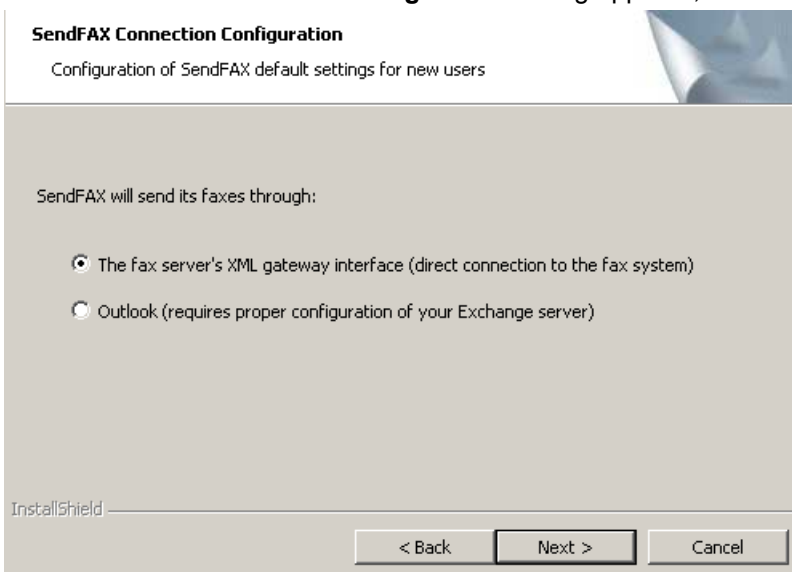 SendFAX Connection Configuration
Configuration of SendFAX default settings for new users
SendFAX will send its faxes through:
The fax server's XML gateway interface (direct connection to the fax system)
Outlook (requires proper configuration of your Exchange server)
InstallShield
< Back Next > Cancel